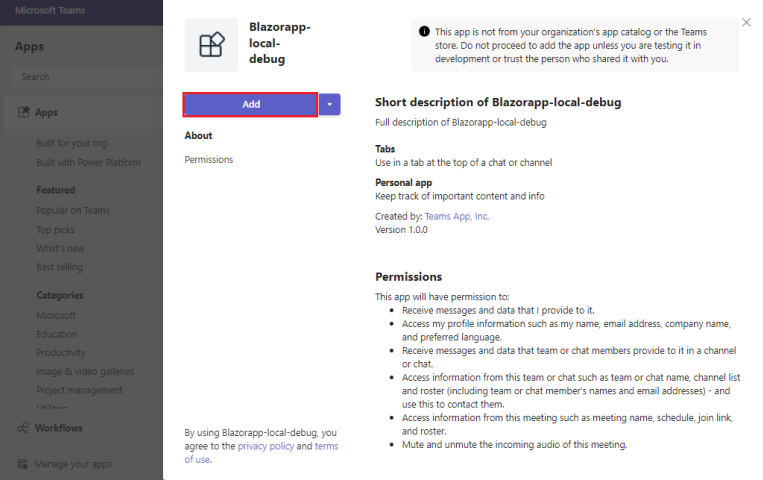 Microsoft Teams
Apps
Search
Apps
Built for your org
Built with Power Platform
Featured
Popular on Teams
Top picks
What's new
Best selling
Categories
Microsoft
Education
Productivity
Image & video galleries
Project management
Utilities
Workflows
Manage your apps
Blazorapp-
local-
debug
This app is not from your organization's app catalog or the Teams
store. Do not proceed to add the app unless you are testing it in
development or trust the person who shared it with you.
Add
About
Permissions
By using Blazorapp-local-debug, you
agree to the privacy policy and terms
of use.
Short description of Blazorapp-local-debug
Full description of Blazorapp-local-debug
Tabs
Use in a tab at the top of a chat or channel
Personal app
Keep track of important content and info
Created by: Teams App, Inc.
Version 1.0.0
Permissions
This app will have permission to:
• Receive messages and data that I provide to it.
• Access my profile information such as my name, email address, company name,
and preferred language.
• Receive messages and data that team or chat members provide to it in a channel
or chat.
• Access information from this team or chat such as team or chat name, channel list
and roster (including team or chat member's names and email addresses) - and
use this to contact them.
• Access information from this meeting such as meeting name, schedule, join link,
and roster.
• Mute and unmute the incoming audio of this meeting.